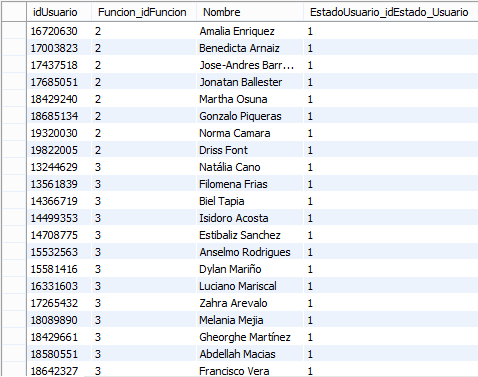 idUsuario Funcion_idFuncion Nombre EstadoUsuario_idEstado_Usuario
16720630 2 Amalia Enriquez 1
17003823 2 Benedicta Arnaiz 1
17437518 2 Jose-Andres Barr... 1
17685051 2 Jonatan Ballester 1
18429240 2 Martha Osuna 1
18685134 2 Gonzalo Piqueras 1
19320030 2 Norma Camara 1
19822005 2 Driss Font 1
13244629 3 Natália Cano 1
13561839 3 Filomena Frias 1
14366719 3 Biel Tapia 1
14499353 3 Isidoro Acosta 1
14708775 3 Estibaliz Sanchez 1
15532563 3 Anselmo Rodrigues 1
15581416 3 Dylan Mariño 1
16331603 3 Luciano Mariscal 1
17265432 3 Zahra Arevalo 1
18089890 3 Melania Mejia 1
18429661 3 Gheorghe Martínez 1
18580551 3 Abdellah Macias 1
18642327 3 Francisco Vera 1